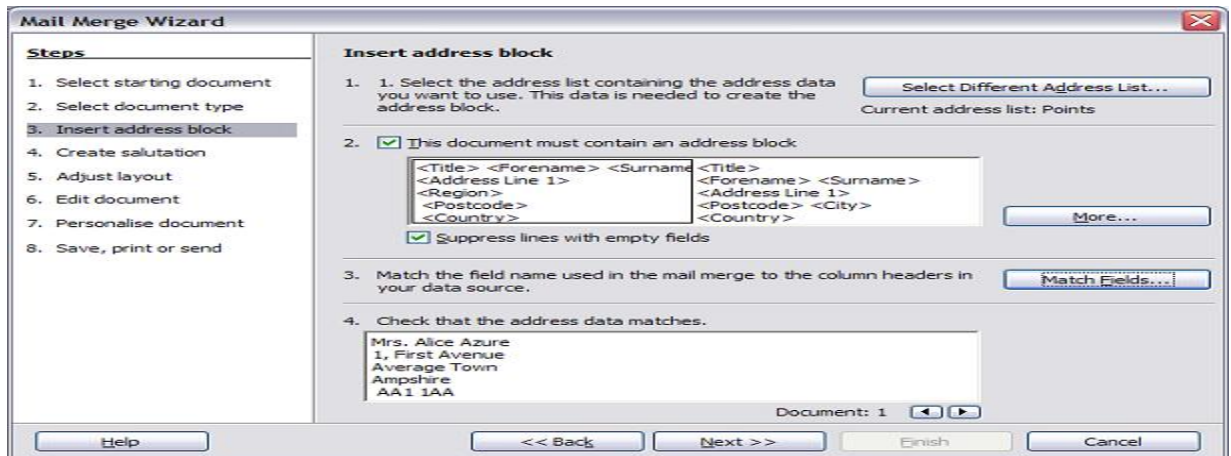 Mail Merge Wizard
Steps
1. Select starting document
2. Select document type
3. Insert address block
4. Create salutation
5. Adjust layout
6. Edit document
7. Personalise document
8. Save, print or send
Insert address block
1. 1. Select the address list containing the address data
you want to use. This data is needed to create the
address block.
Select Different Address List...
Current address list: Points
2. This document must contain an address block
<Title> <Forename> <Surname
<Address Line 1>
<Region>
<Postcode>
<Country>
<Title>
<Forename> <Surname>
<Address Line 1>
<Postcode> <City>
<Country>
More...
Suppress lines with empty fields
3. Match the field name used in the mail merge to the column headers in
your data source.
Match Fields...
4. Check that the address data matches.
Mrs. Alice Azure
1, First Avenue
Average Town
Ampshire
AA1 1AA
Document: 1
Help
<< Back
Next >>
Finish
Cancel